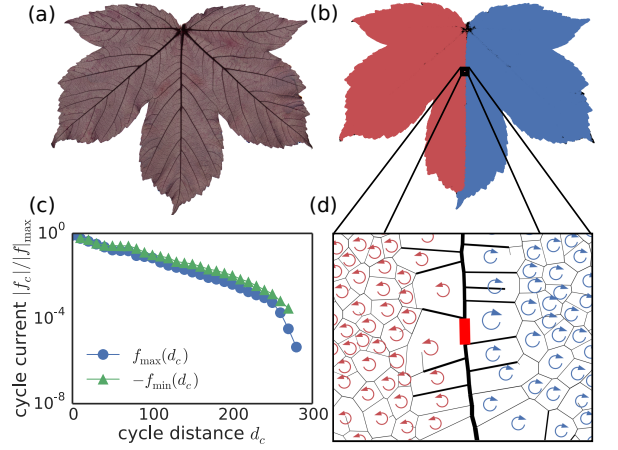 (a)
(b)
(c)
(d)
cycle current |f_c|/|f|_max
10^0
10^-4
10^-8
f_max(d_c)
−f_min(d_c)
0 100 200 300
cycle distance d_c